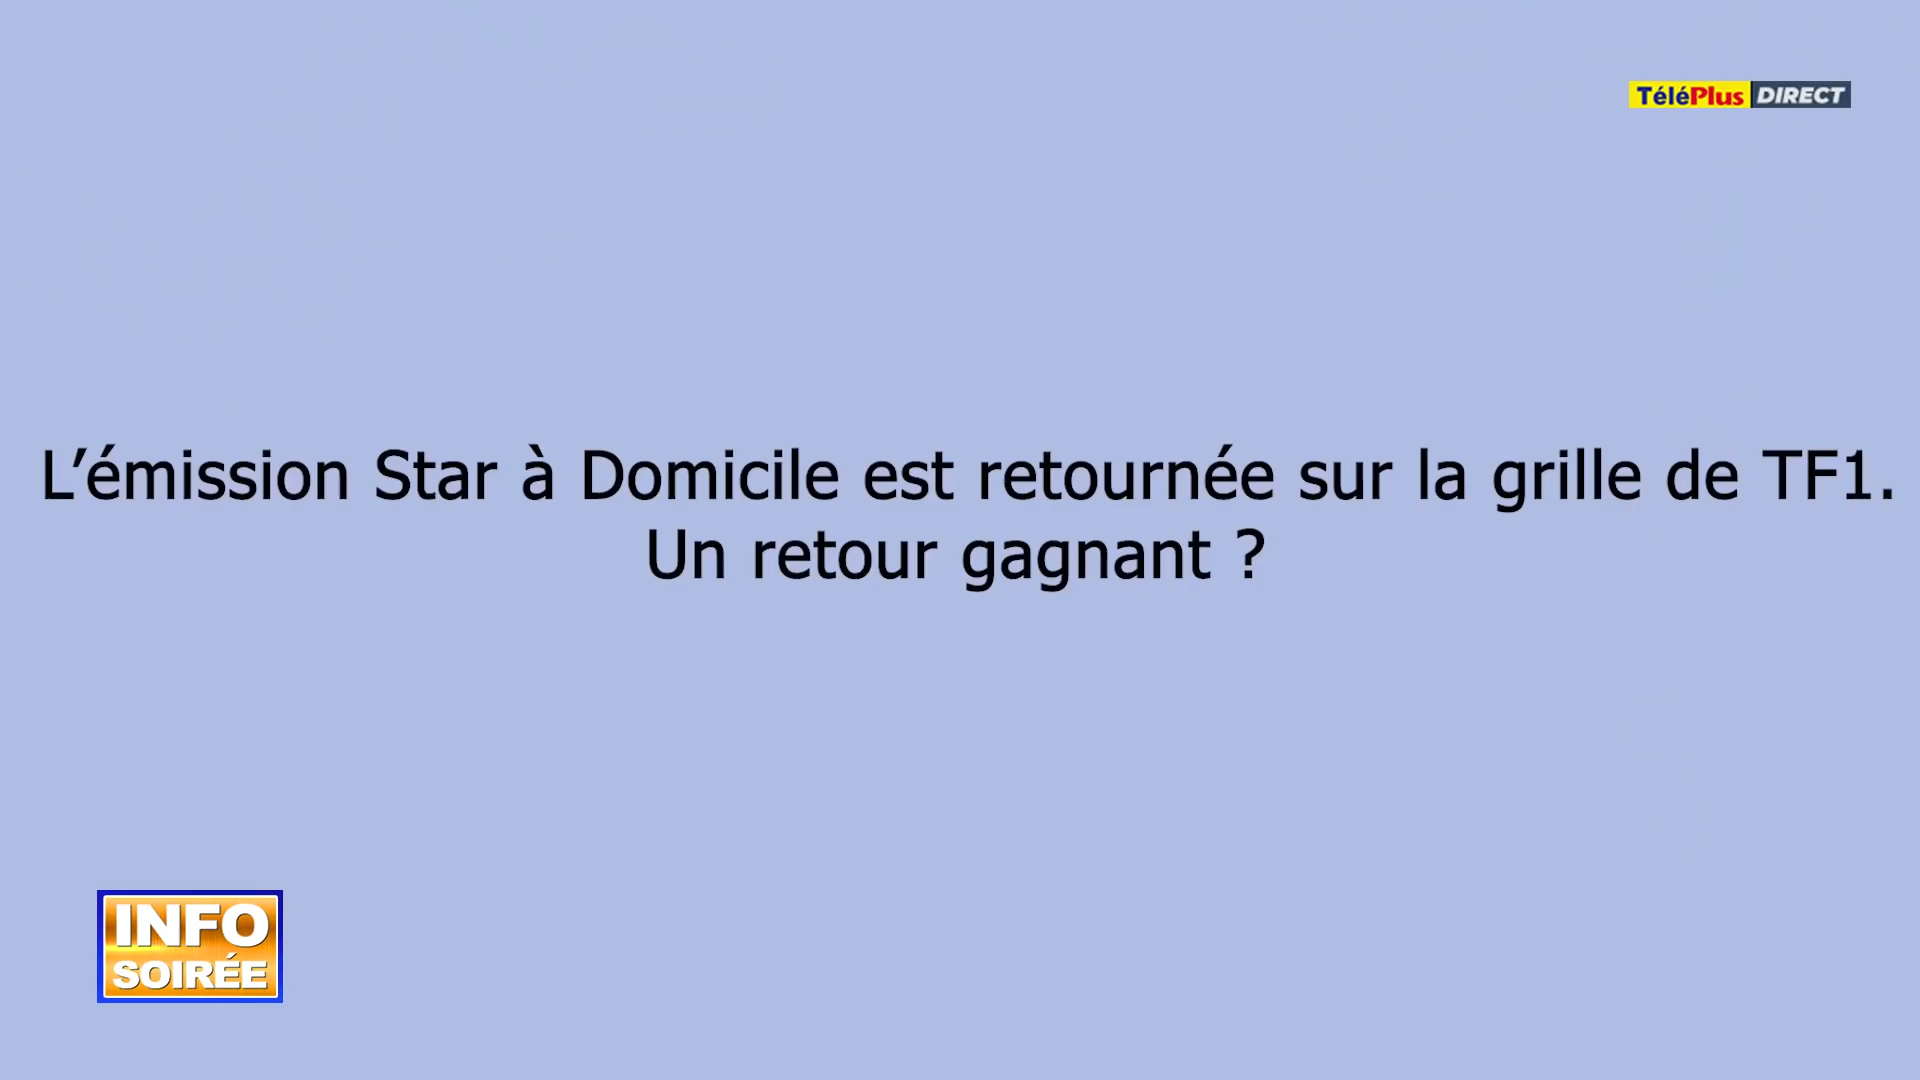 TéléPlus DIRECT
L’émission Star à Domicile est retournée sur la grille de TF1.
Un retour gagnant ?
INFO
SOIRÉE